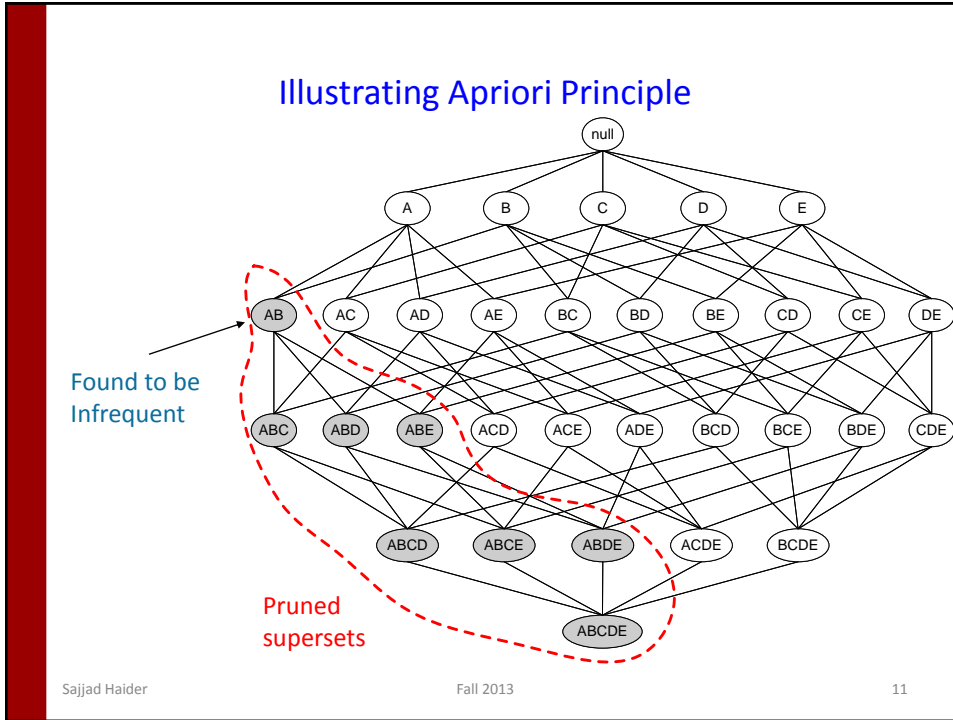 Illustrating Apriori Principle
null
A B C D E
AB AC AD AE BC BD BE CD CE DE
Found to be
Infrequent
ABC ABD ABE ACD ACE ADE BCD BCE BDE CDE
ABCD ABCE ABDE ACDE BCDE
Pruned
supersets
ABCDE
Sajjad Haider Fall 2013 11